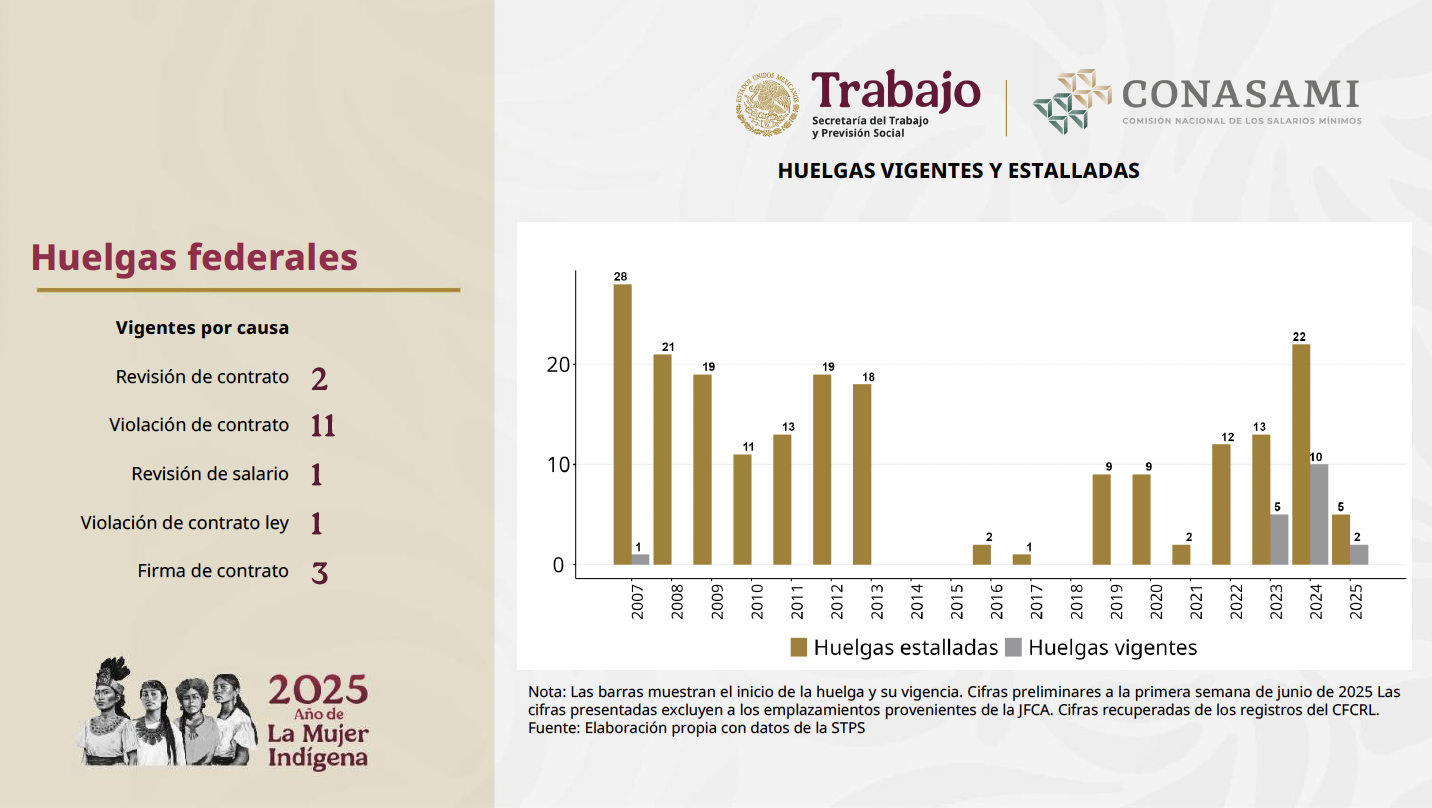 Huelgas federales
Vigentes por causa
Revisión de contrato 2
Violación de contrato 11
Revisión de salario 1
Violación de contrato ley 1
Firma de contrato 3
2025
Año de
La Mujer
Indígena
ESTADOS UNIDOS MEXICANOS
Trabajo
Secretaría del Trabajo
y Previsión Social
CONASAMI
COMISIÓN NACIONAL DE LOS SALARIOS MÍNIMOS
HUELGAS VIGENTES Y ESTALLADAS
28
21
19
11
13
19
18
2
1
9
9
2
12
13
22
5
1
5
10
2
20
10
0
2007 2008 2009 2010 2011 2012 2013 2014 2015 2016 2017 2018 2019 2020 2021 2022 2023 2024 2025
Huelgas estalladas Huelgas vigentes
Nota: Las barras muestran el inicio de la huelga y su vigencia. Cifras preliminares a la primera semana de junio de 2025 Las
cifras presentadas excluyen a los emplazamientos provenientes de la JFCA. Cifras recuperadas de los registros del CFCRL.
Fuente: Elaboración propia con datos de la STPS